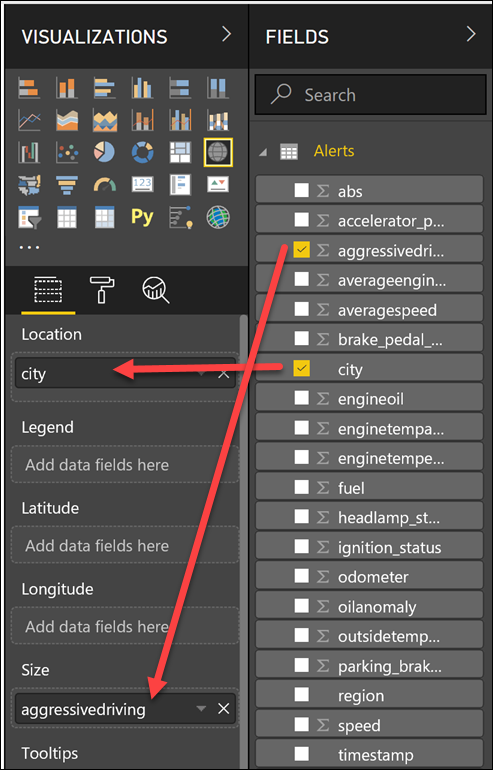 VISUALIZATIONS
123
Py
...
Location
city
Legend
Add data fields here
Latitude
Add data fields here
Longitude
Add data fields here
Size
aggressivedriving
Tooltips
FIELDS
Search
Alerts
abs
accelerator_p...
aggressivedri...
averageengin...
averagespeed
brake_pedal_...
city
engineoil
enginetempa...
enginetempe...
fuel
headlamp_st...
ignition_status
odometer
oilanomaly
outsidetemp...
parking_brak...
region
speed
timestamp